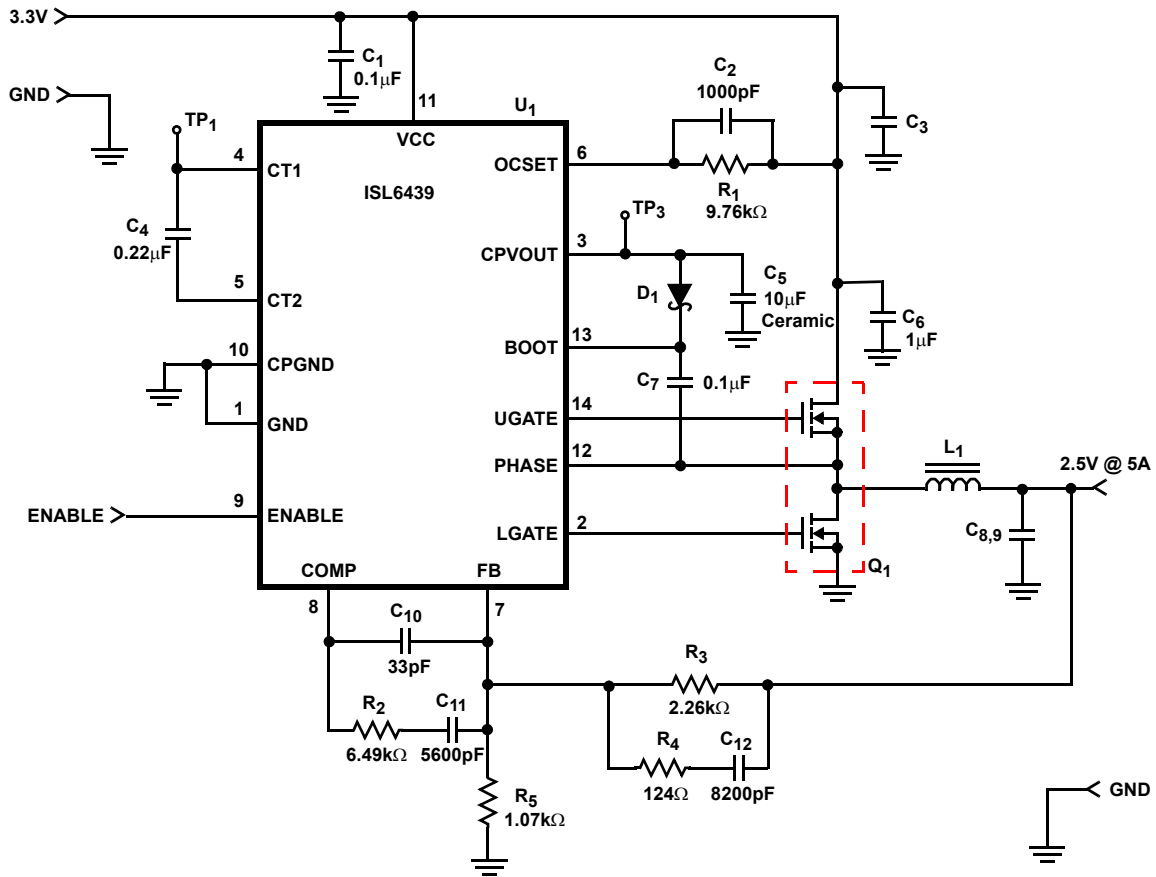 3.3V
C1
0.1μF
GND
TP1
11
VCC
U1
C2
1000pF
C3
4
CT1
ISL6439
OCSET
6
R1
9.76kΩ
TP3
C4
0.22μF
CPVOUT
3
5
CT2
D1
C5
10μF
Ceramic
C6
1μF
10
CPGND
BOOT
13
C7
0.1μF
1
GND
UGATE
14
PHASE
12
L1
2.5V @ 5A
ENABLE
9
ENABLE
LGATE
2
C8,9
Q1
COMP
FB
8
7
C10
33pF
R3
2.26kΩ
R2
6.49kΩ
C11
5600pF
R4
124Ω
C12
8200pF
R5
1.07kΩ
GND